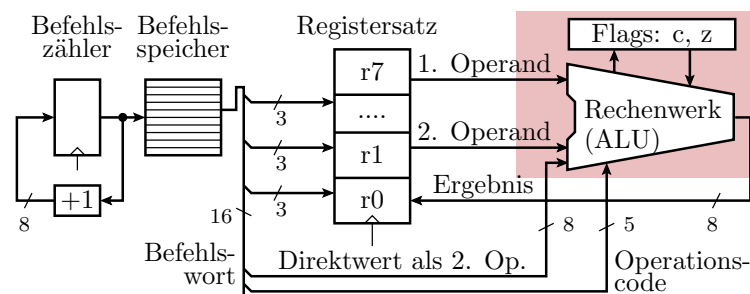 Befehls-
zähler
Befehls-
speicher
Registersatz
Flags: c, z
r7
....
r1
r0
1. Operand
2. Operand
Rechenwerk
(ALU)
3
3
3
+1
8
16
Ergebnis
8
5
8
Befehls-
wort
Direktwert als 2. Op.
Operations-
code